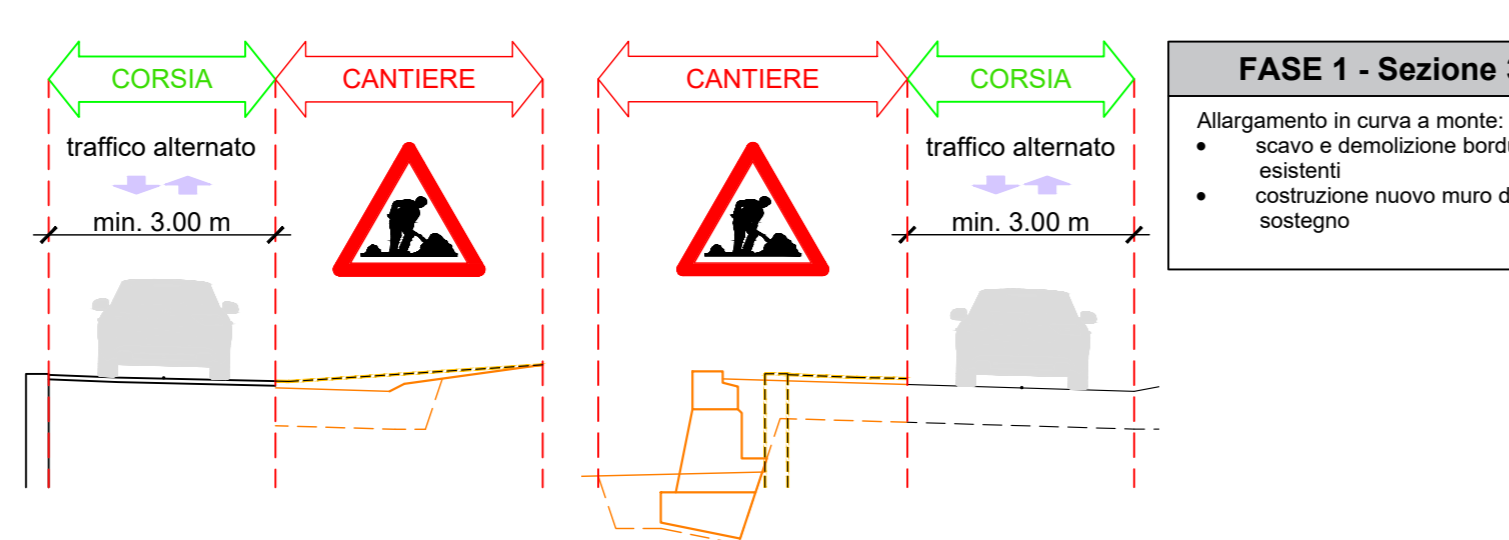 CORSIA
CANTIERE
traffico alternato
min. 3.00 m
CANTIERE
CORSIA
traffico alternato
min. 3.00 m
FASE 1 - Sezione
Allargamento in curva a monte:
• scavo e demolizione
esistenti
• costruzione nuovo muro
sostegno